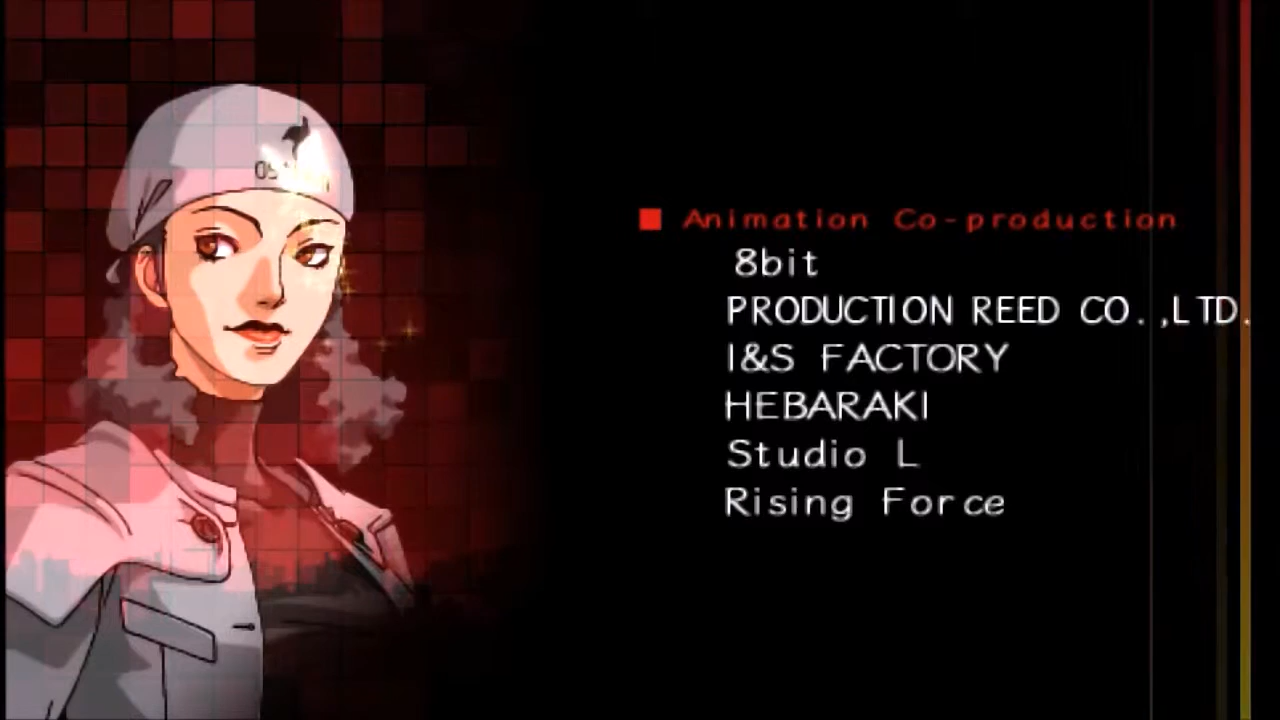 ■ Animation Co-production
8bit
PRODUCTION REED CO.,LTD.
I&S FACTORY
HEBARAKI
Studio L
Rising Force